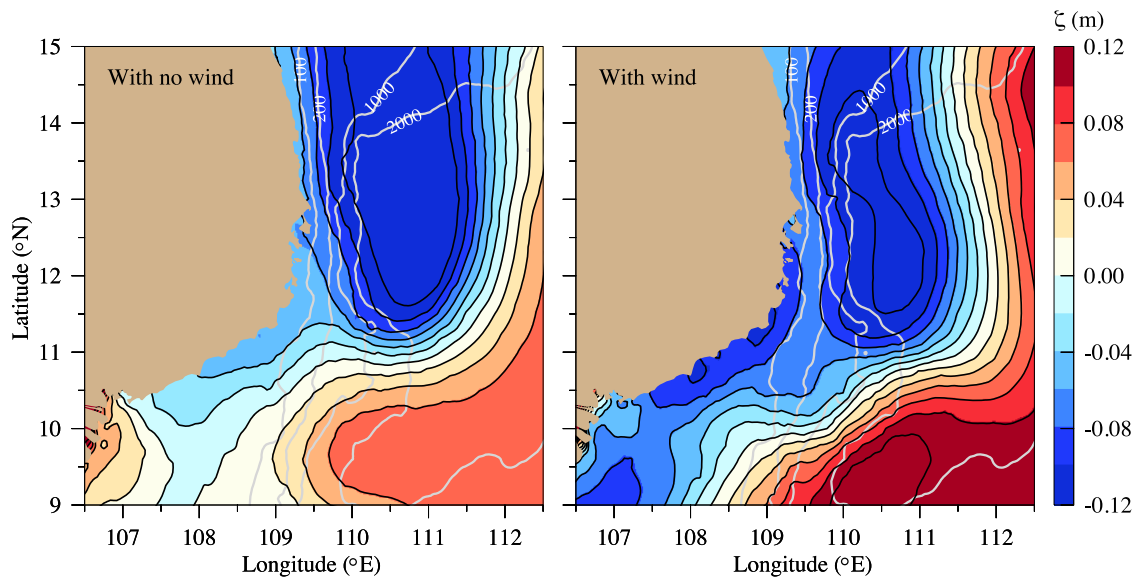 ζ (m)
With no wind
With wind
15
14
13
12
11
10
9
Latitude (°N)
100
200
1000
2000
100
200
1000
2000
0.12
0.08
0.04
0.00
-0.04
-0.08
-0.12
107 108 109 110 111 112
107 108 109 110 111 112
Longitude (°E)
Longitude (°E)